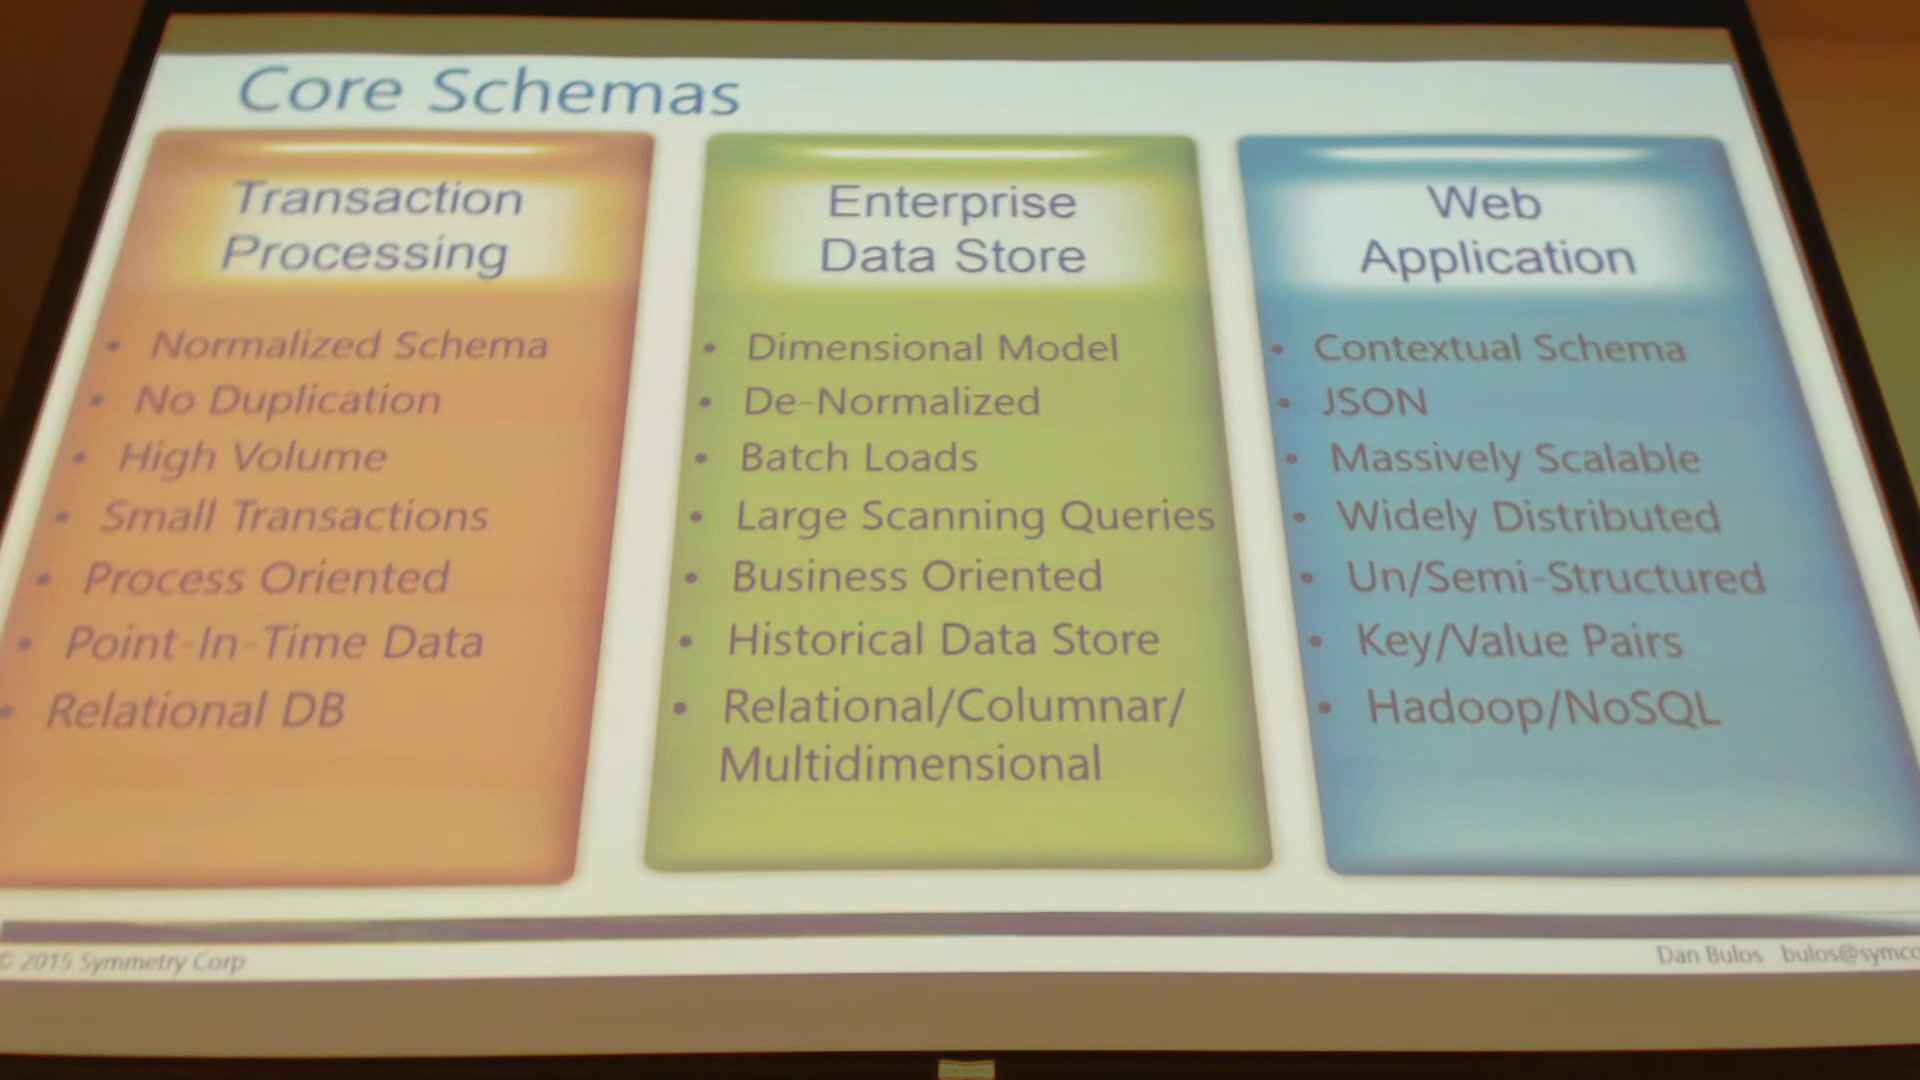 Core Schemas
Transaction
Processing
• Normalized Schema
• No Duplication
• High Volume
• Small Transactions
• Process Oriented
• Point-In-Time Data
• Relational DB
Enterprise
Data Store
• Dimensional Model
• De-Normalized
• Batch Loads
• Large Scanning Queries
• Business Oriented
• Historical Data Store
• Relational/Columnar/
Multidimensional
Web
Application
• Contextual Schema
• JSON
• Massively Scalable
• Widely Distributed
• Un/Semi-Structured
• Key/Value Pairs
• Hadoop/NoSQL
© 2015 Symmetry Corp
Dan Bulos bulos@symco